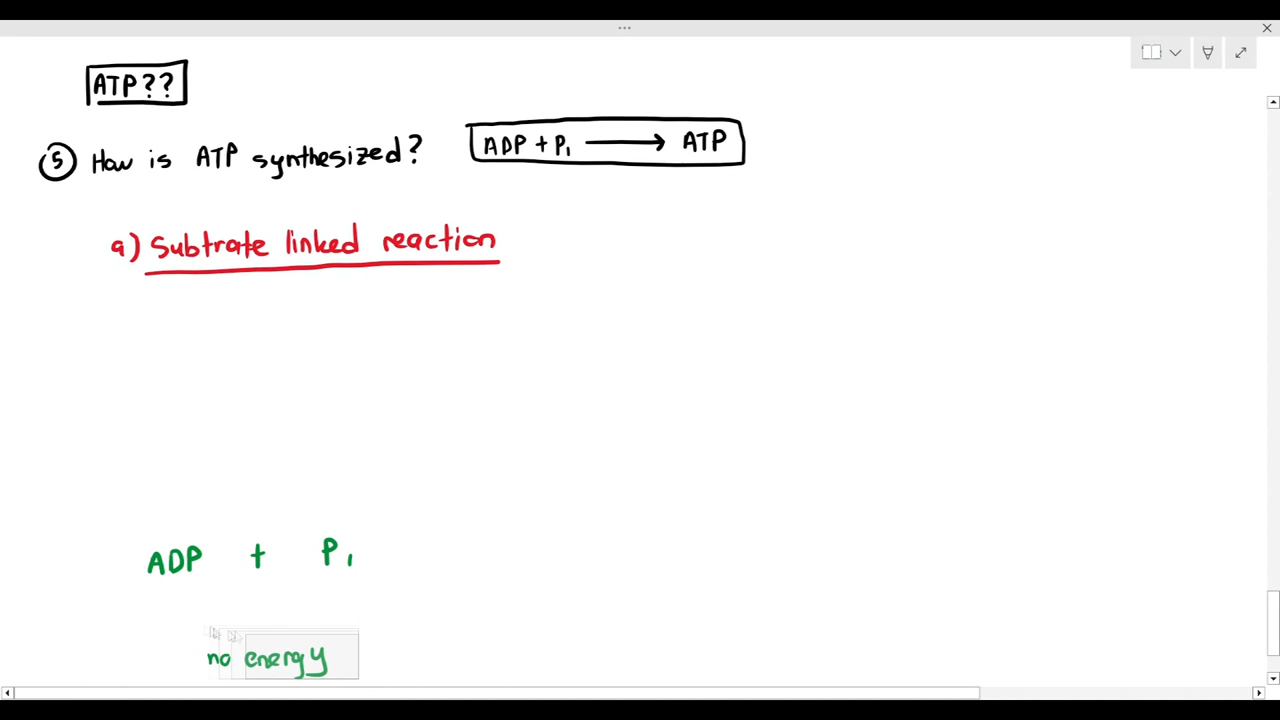 ATP??
⑤ How is ATP synthesized? ADP + Pi ⟶ ATP
a) Subtrate linked reaction
ADP + Pi
no energy